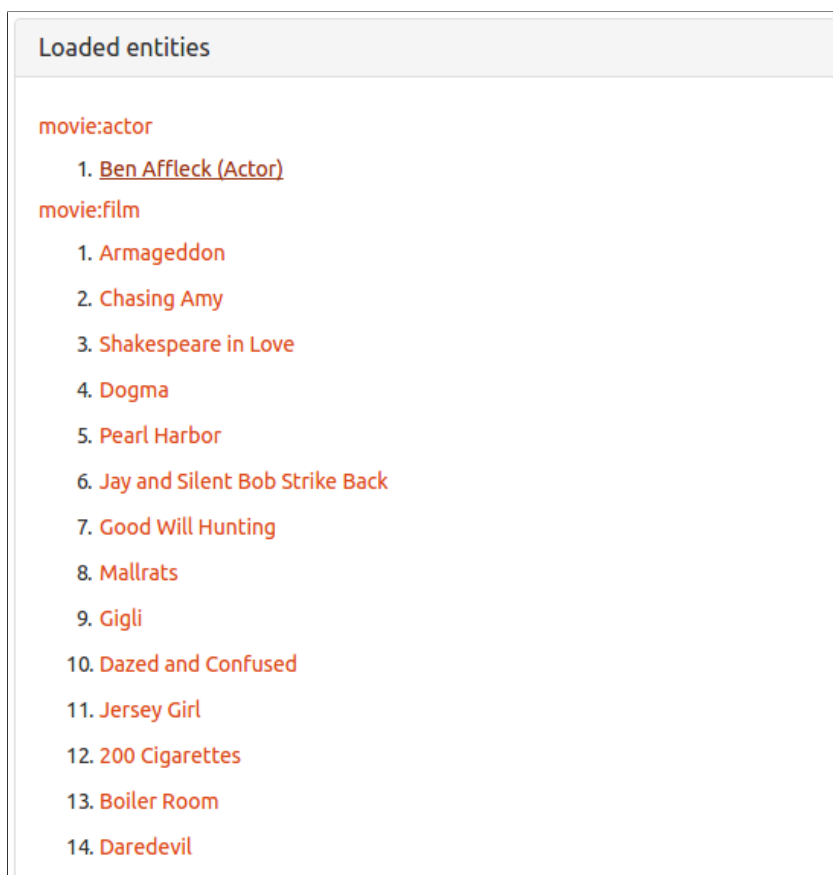 Loaded entities
movie:actor
1. Ben Affleck (Actor)
movie:film
1. Armageddon
2. Chasing Amy
3. Shakespeare in Love
4. Dogma
5. Pearl Harbor
6. Jay and Silent Bob Strike Back
7. Good Will Hunting
8. Mallrats
9. Gigli
10. Dazed and Confused
11. Jersey Girl
12. 200 Cigarettes
13. Boiler Room
14. Daredevil